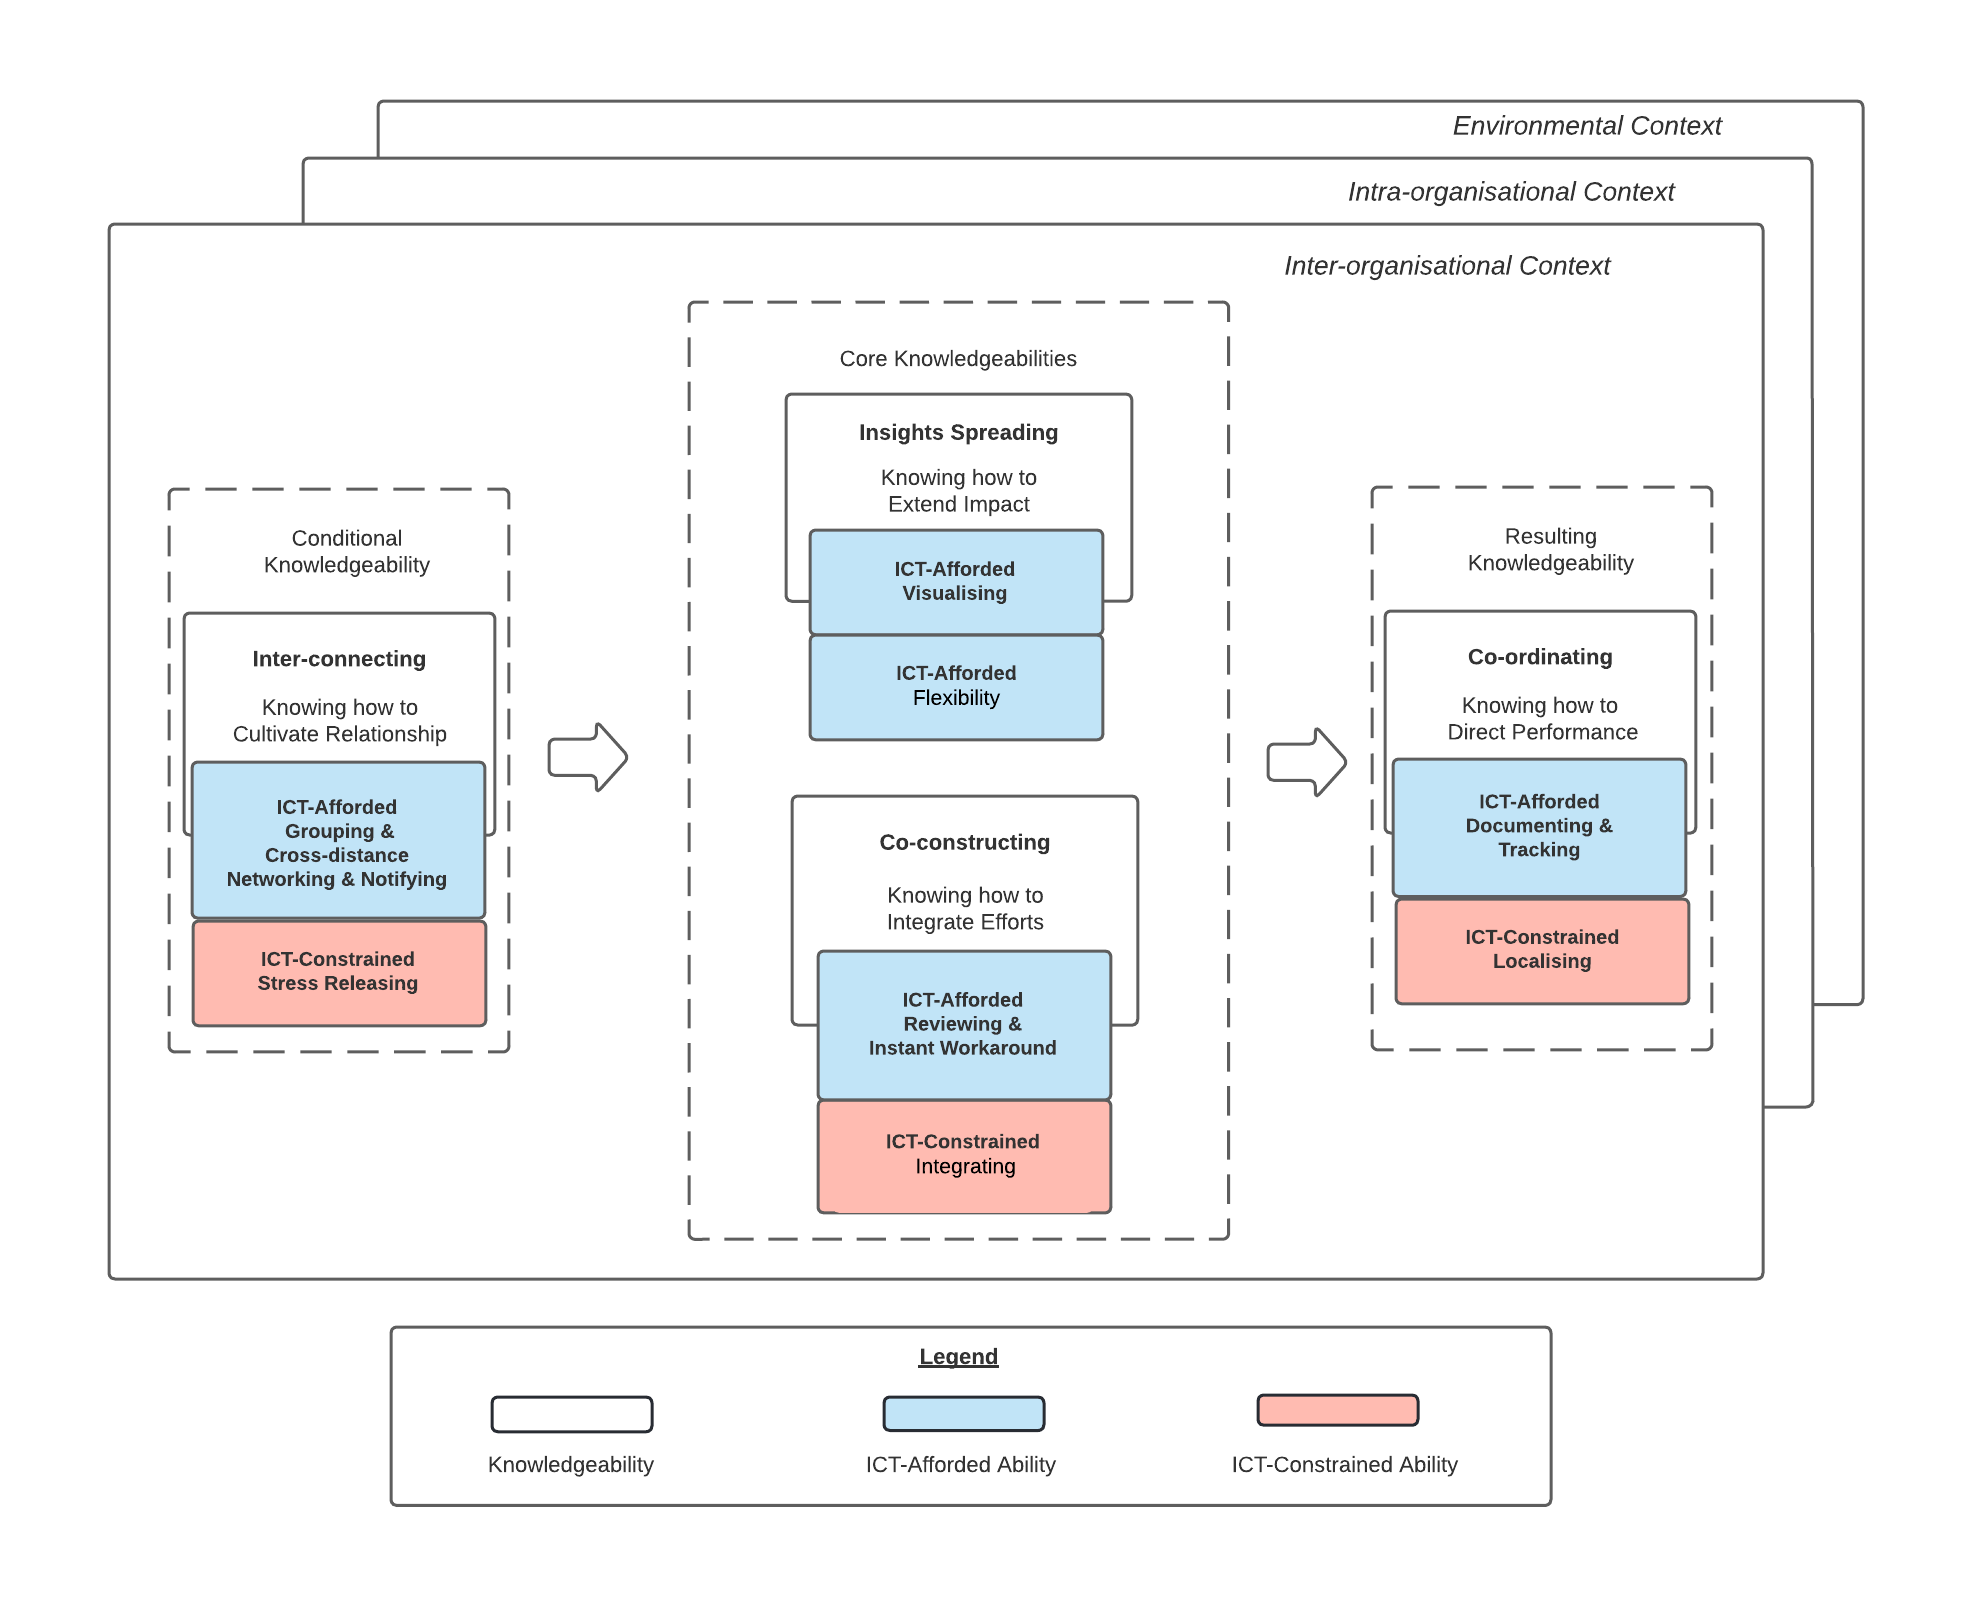 Environmental Context
Intra-organisational Context
Inter-organisational Context
Conditional
Knowledgeability
Inter-connecting
Knowing how to
Cultivate Relationship
ICT-Afforded
Grouping &
Cross-distance
Networking & Notifying
ICT-Constrained
Stress Releasing
Core Knowledgeabilities
Insights Spreading
Knowing how to
Extend Impact
ICT-Afforded
Visualising
ICT-Afforded
Flexibility
Co-constructing
Knowing how to
Integrate Efforts
ICT-Afforded
Reviewing &
Instant Workaround
ICT-Constrained
Integrating
Resulting
Knowledgeability
Co-ordinating
Knowing how to
Direct Performance
ICT-Afforded
Documenting &
Tracking
ICT-Constrained
Localising
Legend
Knowledgeability
ICT-Afforded Ability
ICT-Constrained Ability